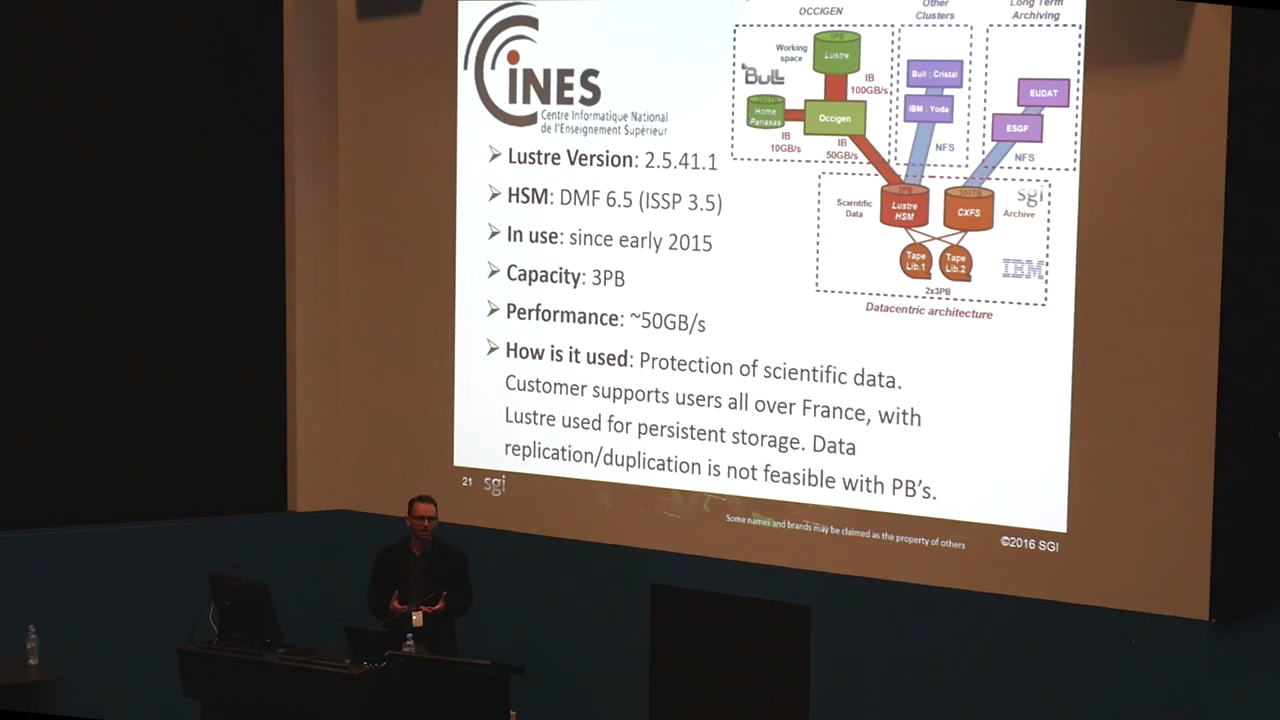 CINES
Centre Informatique National
de l'Enseignement Supérieur
Lustre Version: 2.5.41.1
HSM: DMF 6.5 (ISSP 3.5)
In use: since early 2015
Capacity: 3PB
Performance: ~50GB/s
How is it used: Protection of scientific data.
Customer supports users all over France, with
Lustre used for persistent storage. Data
replication/duplication is not feasible with PB's.
OCCIGEN
Other
Clusters
Long Term
Archiving
Working
space
Lustre
Bull
IB
100GB/s
Home
Panasas
Occigen
IB
10GB/s
IB
50GB/s
Bull : Cristal
IBM : Yoda
NFS
EUDAT
ESGF
NFS
Scientific
Data
Lustre
HSM
CXFS
sgi
Archive
Tape
Lib.1
Tape
Lib.2
IBM
2x3PB
Datacentric architecture
21 sgi
Some names and brands may be claimed as the property of others
©2016 SGI